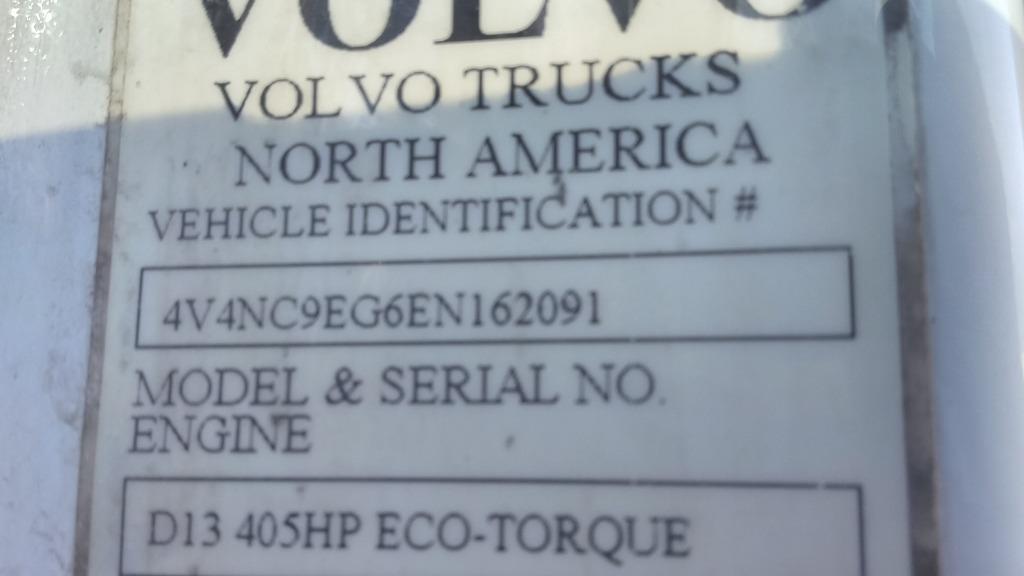 VOLVO
VOLVO TRUCKS
NORTH AMERICA
VEHICLE IDENTIFICATION #
4V4NC9EG6EN162091
MODEL & SERIAL NO.
ENGINE
D13 405HP ECO-TORQUE